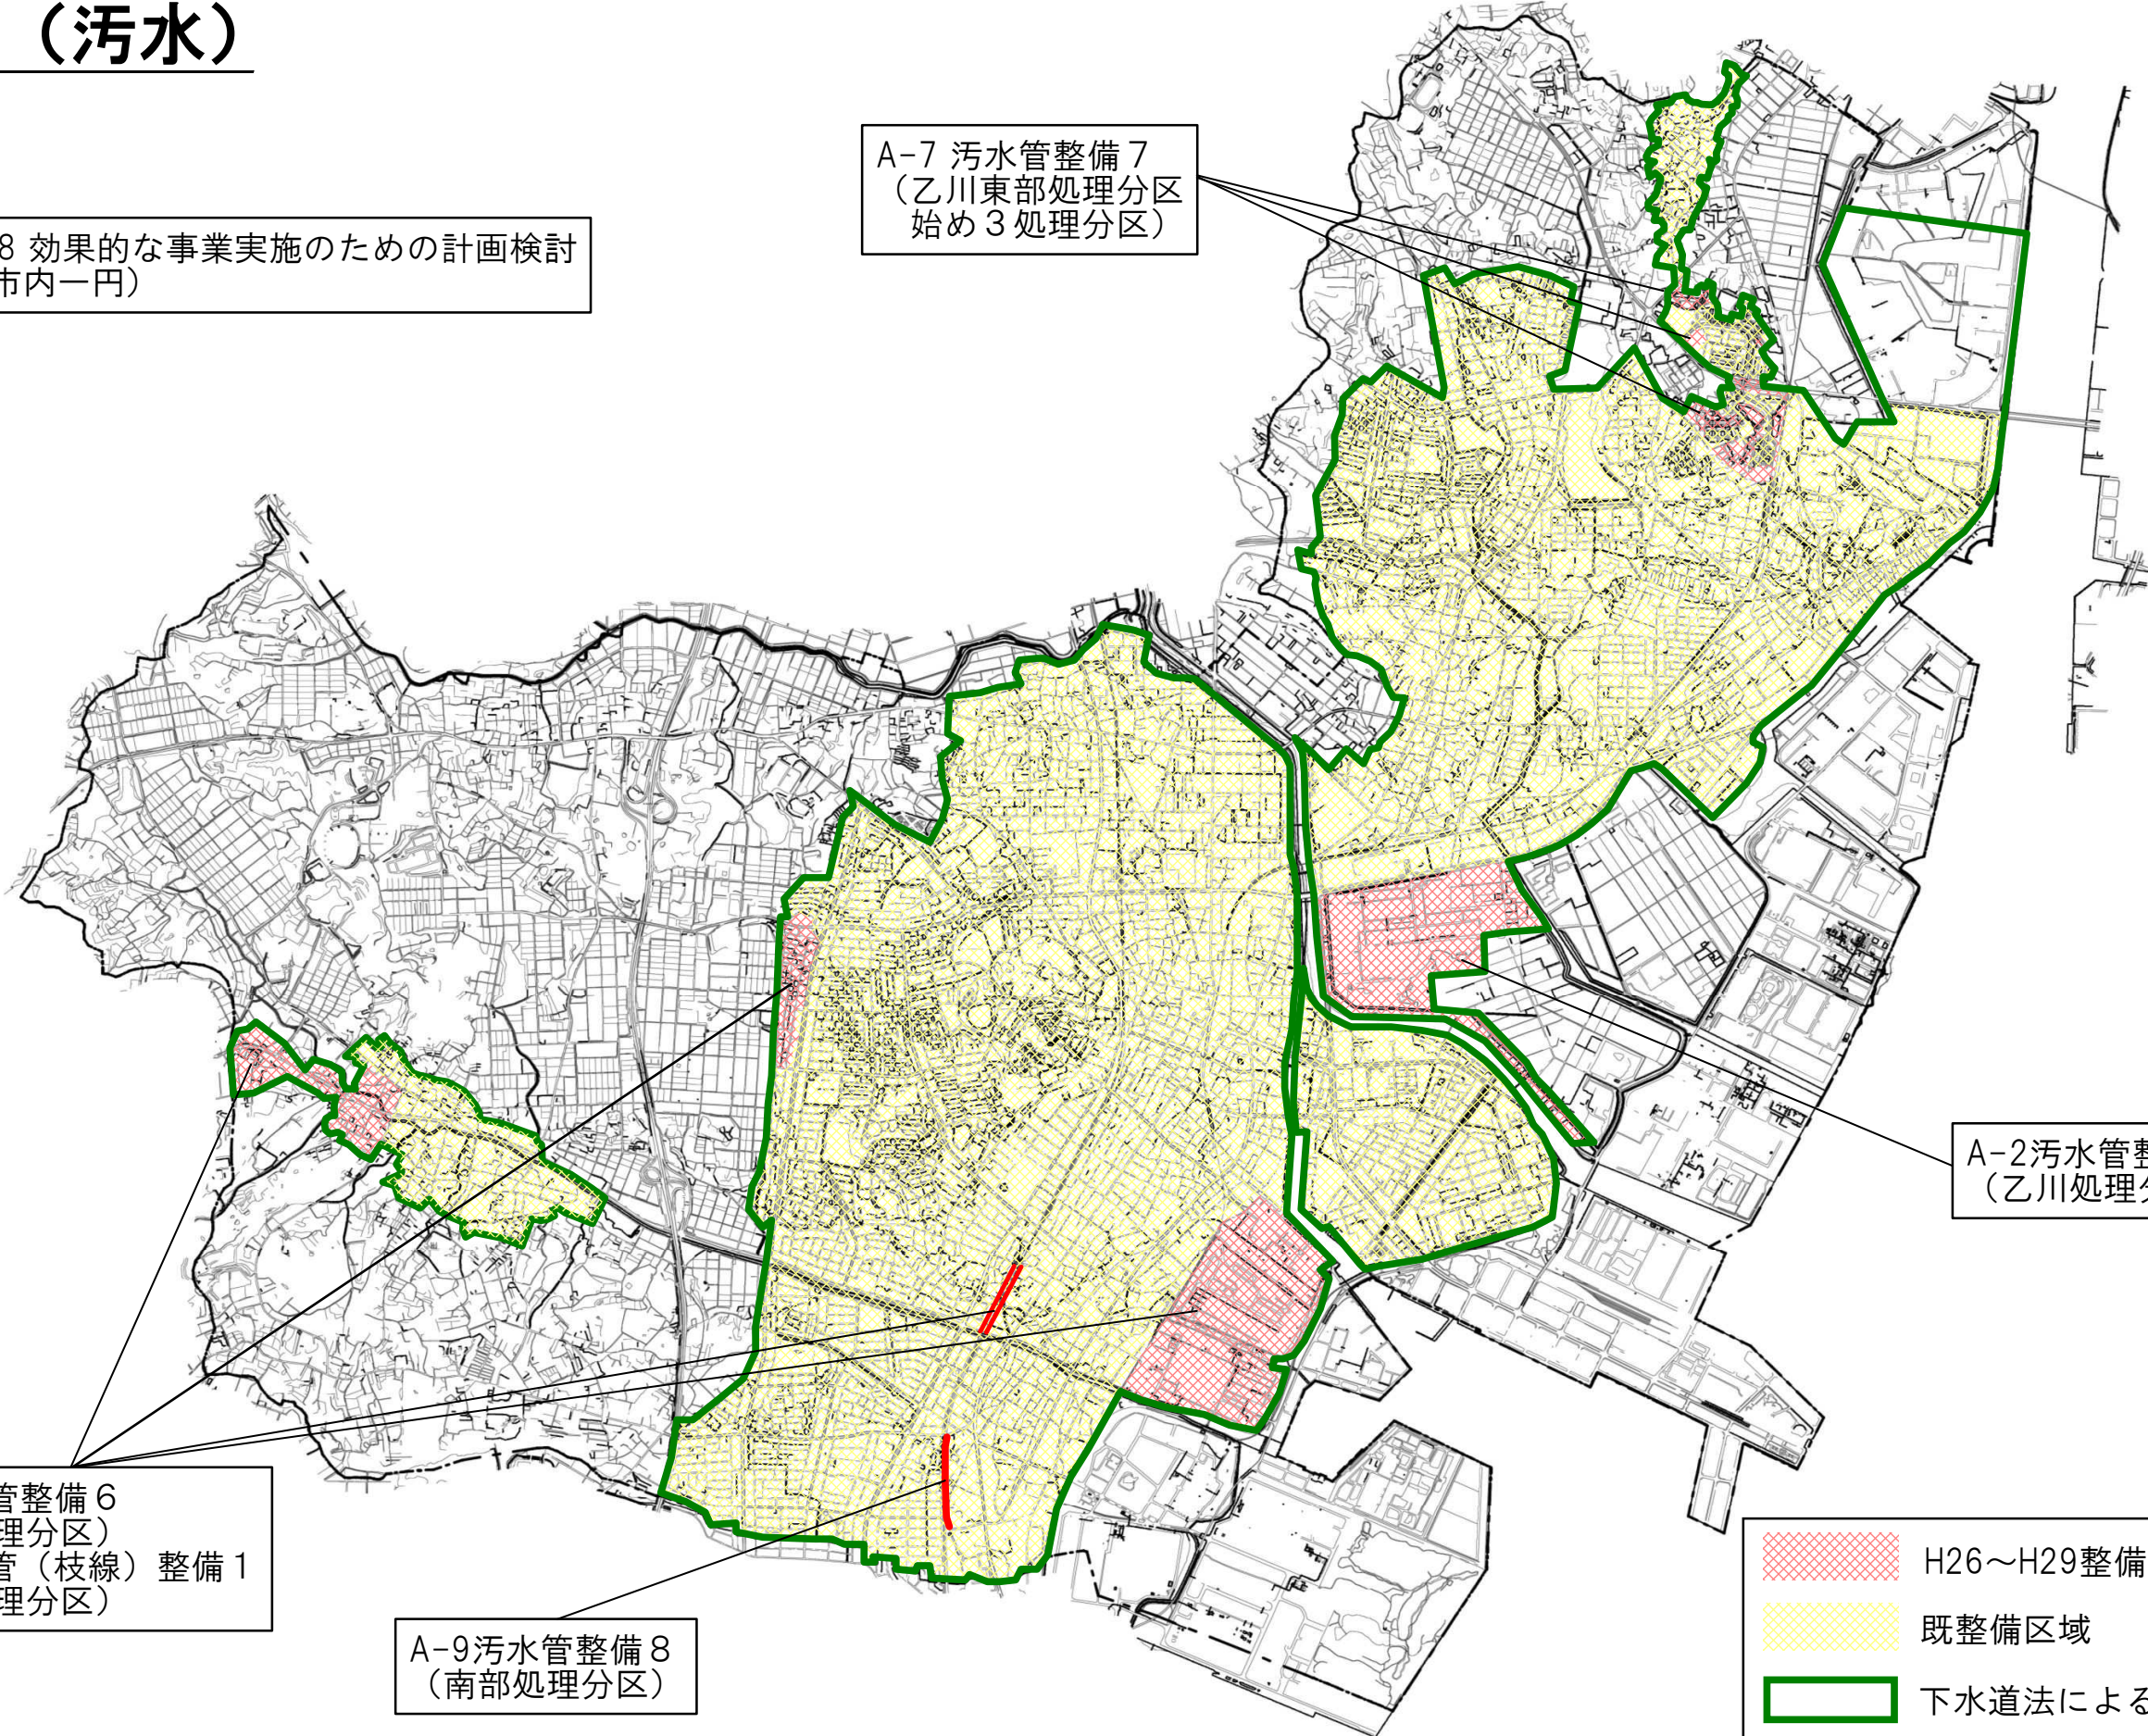 （汚水）
8 効果的な事業実施のための計画検討
市内一円）
A-7 汚水管整備７
（乙川東部処理分区
始め３処理分区）
A-2汚水管整
（乙川処理分
管整備６
理分区）
管（枝線）整備１
理分区）
A-9汚水管整備８
（南部処理分区）
H26～H29整備
既整備区域
下水道法による